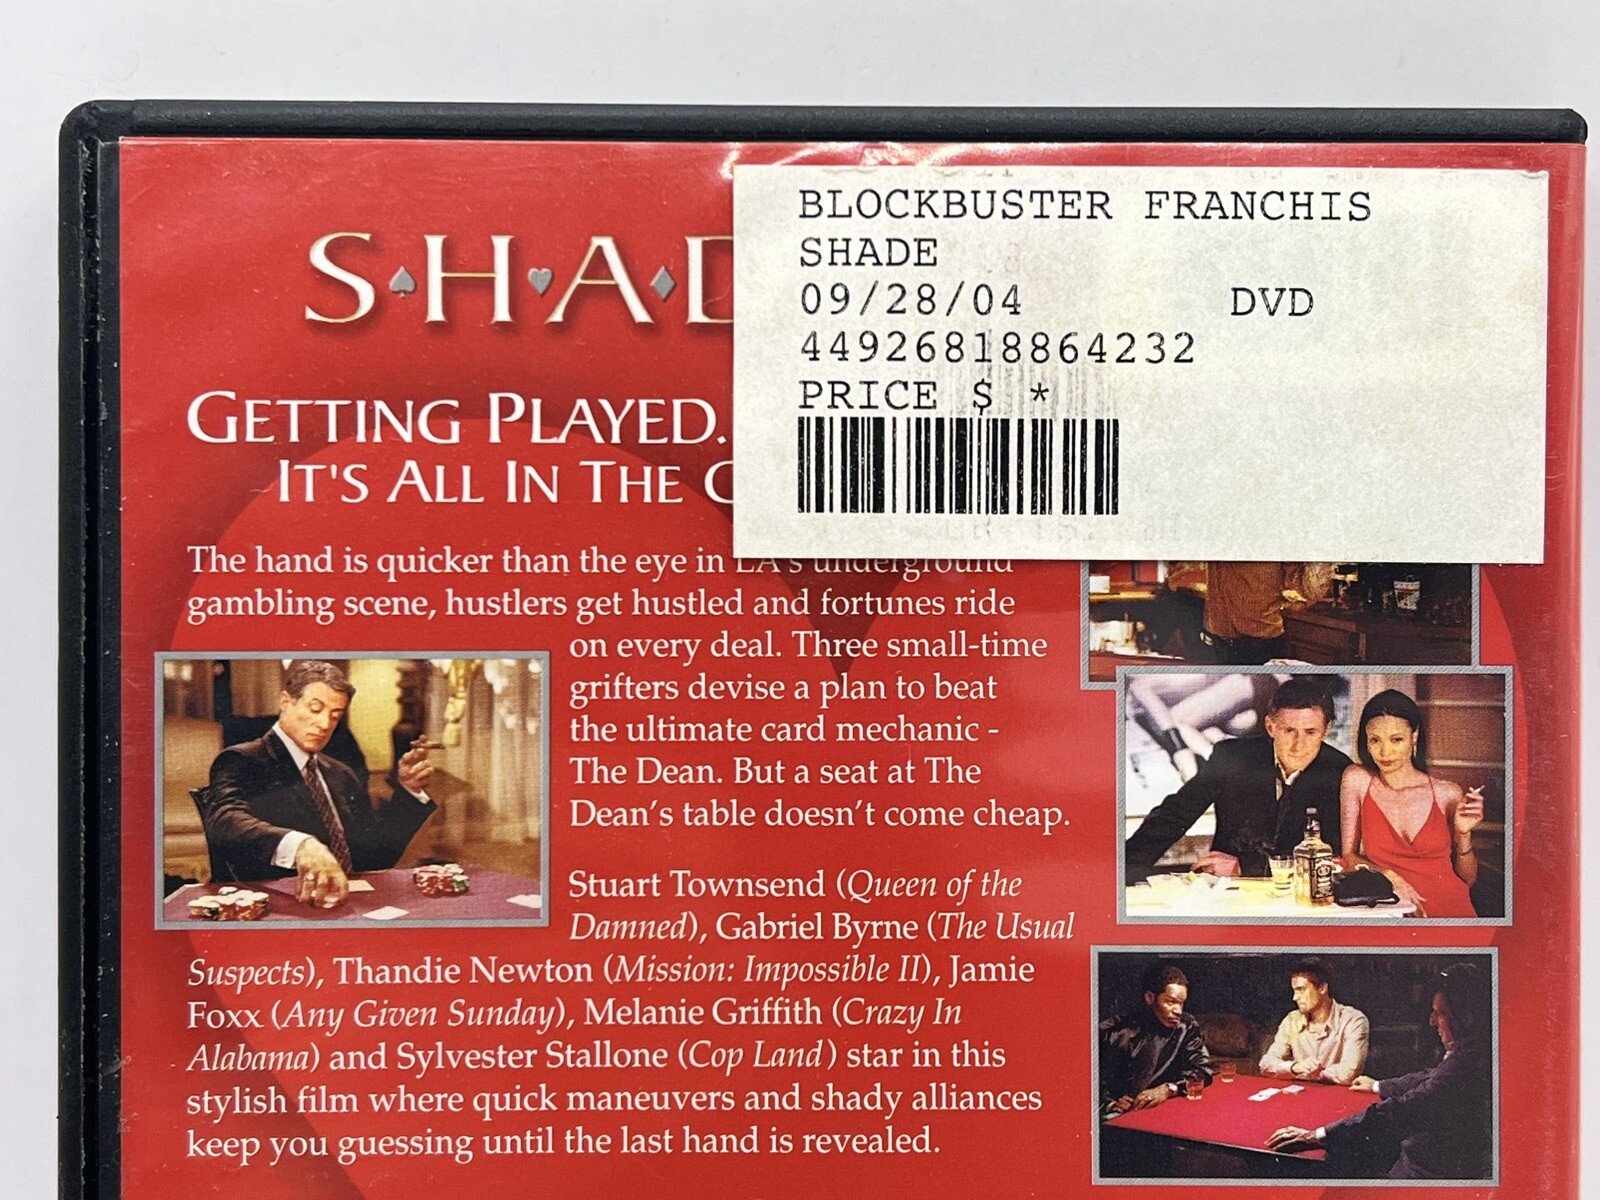 BLOCKBUSTER FRANCHIS
SHADE
09/28/04 DVD
44926818864232
PRICE $ *
S♠H♥A♦D
GETTING PLAYED.
IT'S ALL IN THE
The hand is quicker than the eye in LA's underground
gambling scene, hustlers get hustled and fortunes ride
on every deal. Three small-time
grifters devise a plan to beat
the ultimate card mechanic -
The Dean. But a seat at The
Dean's table doesn't come cheap.
Stuart Townsend (Queen of the
Damned), Gabriel Byrne (The Usual
Suspects), Thandie Newton (Mission: Impossible II), Jamie
Foxx (Any Given Sunday), Melanie Griffith (Crazy In
Alabama) and Sylvester Stallone (Cop Land) star in this
stylish film where quick maneuvers and shady alliances
keep you guessing until the last hand is revealed.